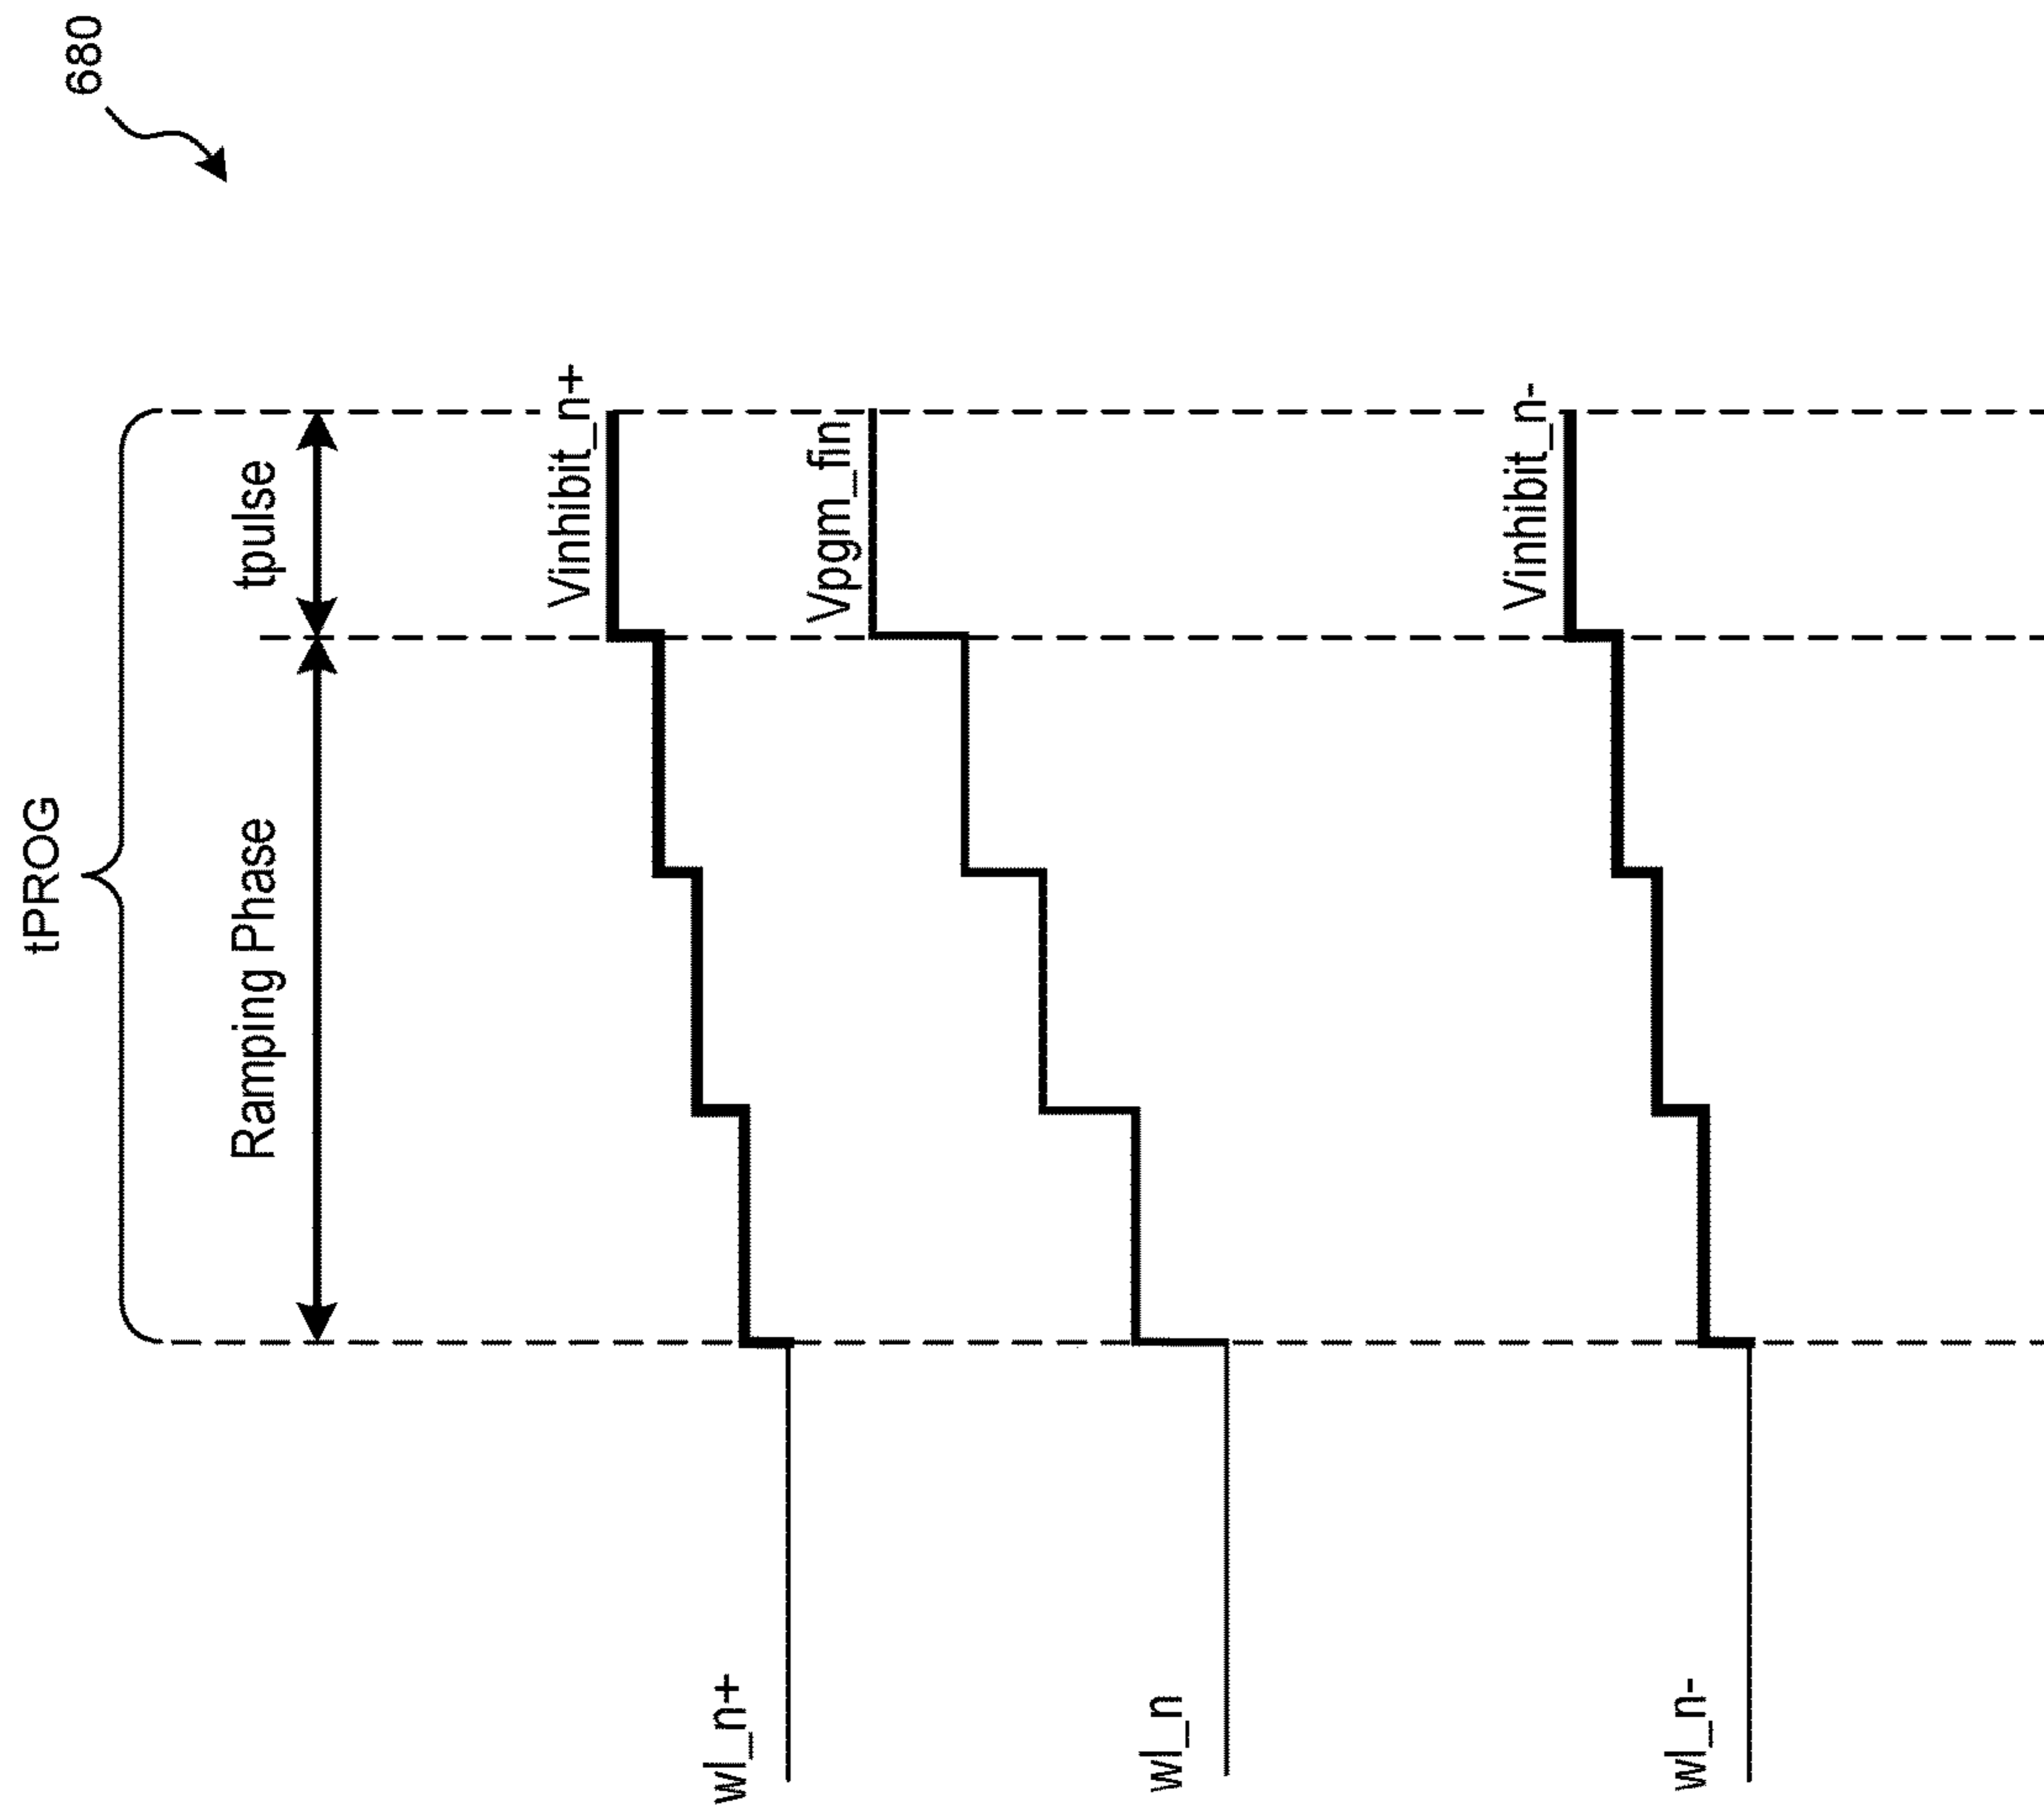 680
tPROG
Ramping Phase
tpulse
wl_n+
Vinhibit_n+
wl_n
Vpgm_fin
wl_n-
Vinhibit_n-